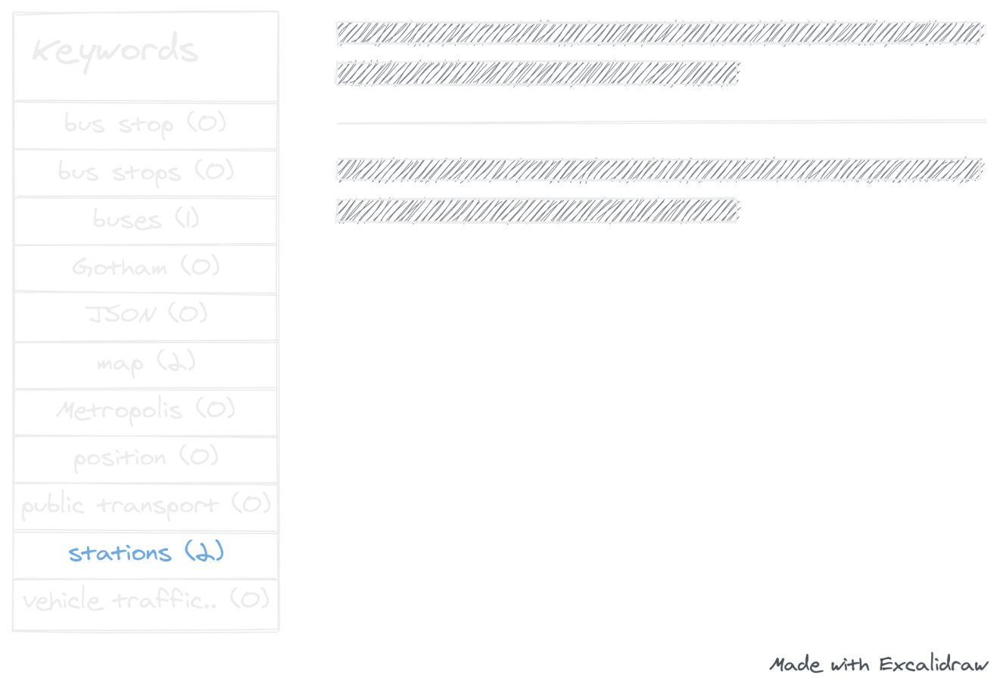 Keywords
bus stop (0)
bus stops (0)
buses (1)
Gotham (0)
JSON (0)
map (2)
Metropolis (0)
position (0)
public transport (0)
stations (2)
vehicle traffic.. (0)
Made with Excalidraw